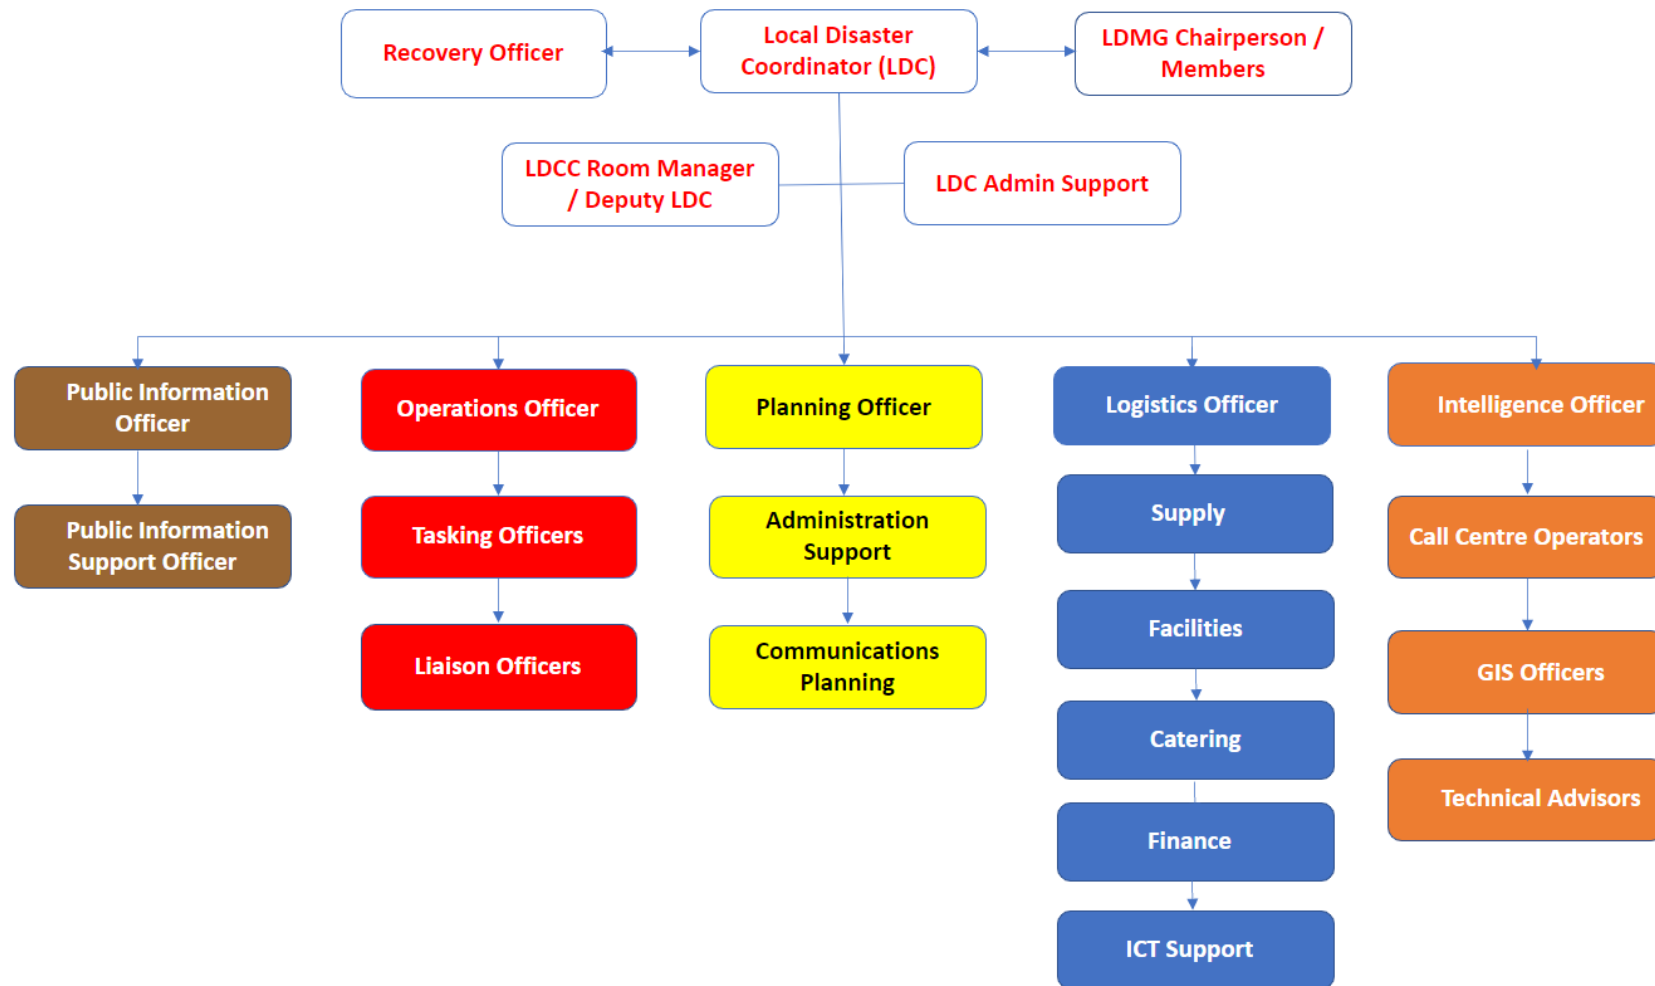 Recovery Officer
Local Disaster
Coordinator (LDC)
LDMG Chairperson /
Members
LDCC Room Manager
/ Deputy LDC
LDC Admin Support
Public Information
Officer
Operations Officer
Planning Officer
Logistics Officer
Intelligence Officer
Public Information
Support Officer
Tasking Officers
Administration
Support
Supply
Call Centre Operators
Liaison Officers
Communications
Planning
Facilities
GIS Officers
Catering
Technical Advisors
Finance
ICT Support